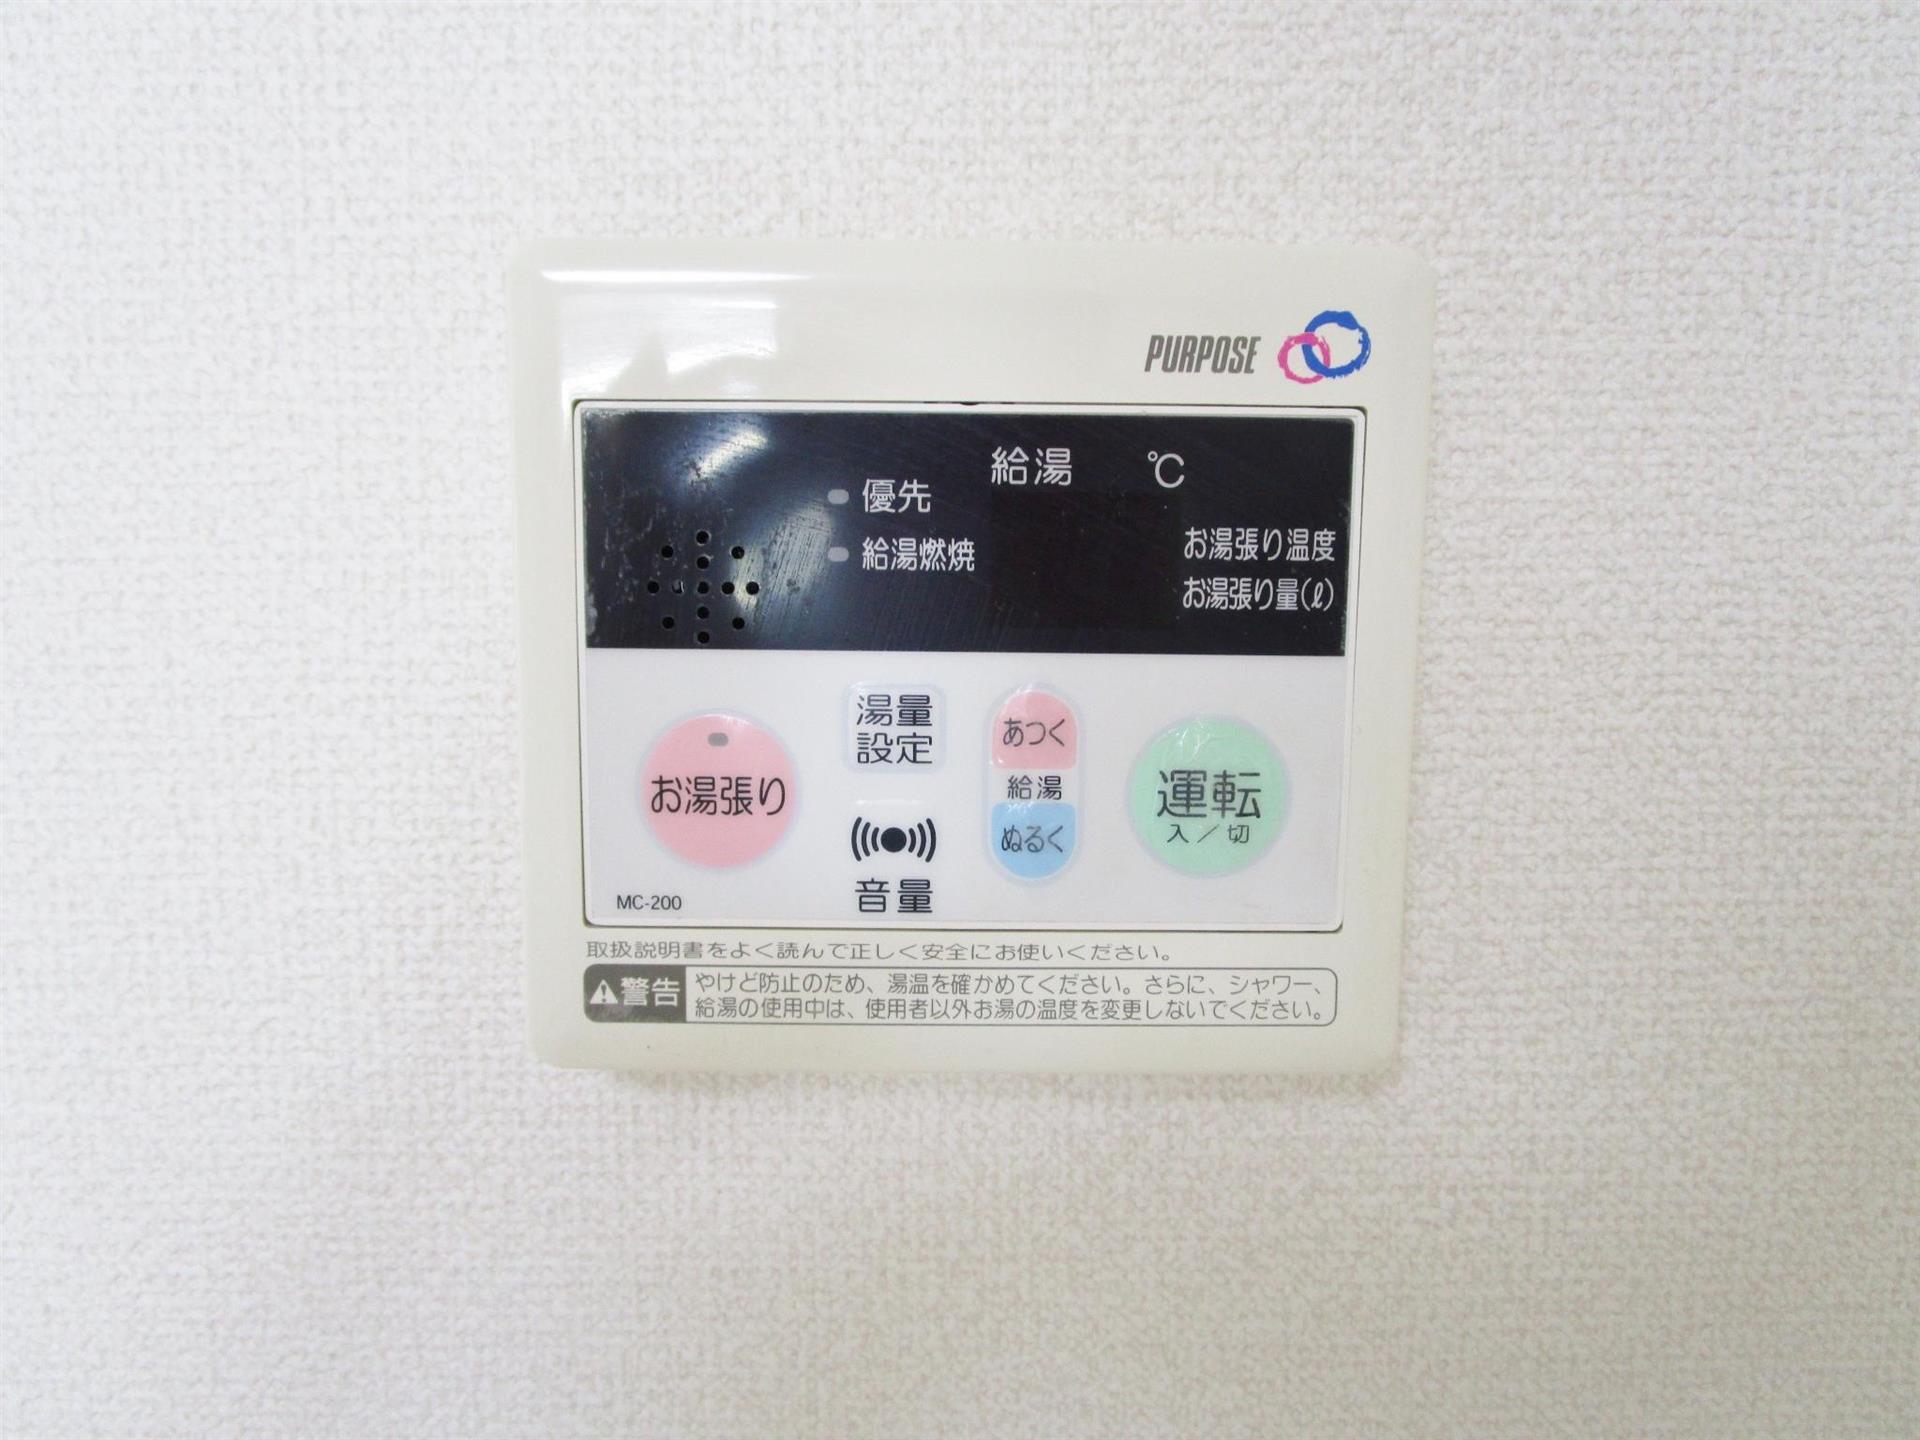 PURPOSE
給湯 ℃
優先
給湯燃焼
お湯張り温度
お湯張り量(ℓ)
湯量
設定
あつく
給湯
ぬるく
お湯張り
運転
入／切
音量
MC-200
取扱説明書をよく読んで正しく安全にお使いください。
警告
やけど防止のため、湯温を確かめてください。さらに、シャワー、
給湯の使用中は、使用者以外お湯の温度を変更しないでください。